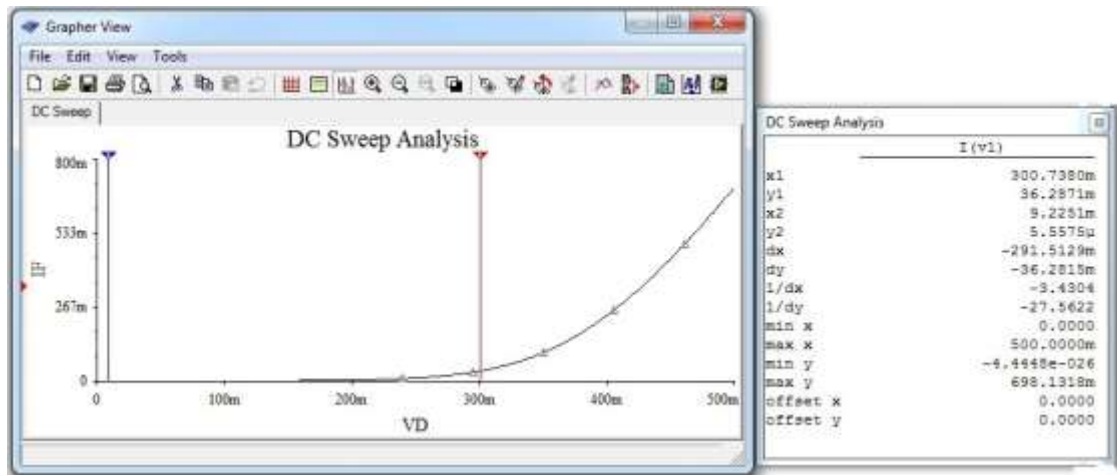 Grapher View
File Edit View Tools
DC Sweep
DC Sweep Analysis
800m
533m
267m
0
IF
0 100m 200m 300m 400m 500m
VD
DC Sweep Analysis
I(v1)
x1 300.7380m
y1 36.2871m
x2 9.2251m
y2 5.5575µ
dx -291.5129m
dy -36.2815m
1/dx -3.4304
1/dy -27.5622
min x 0.0000
max x 500.0000m
min y -4.4448e-026
max y 698.1318m
offset x 0.0000
offset y 0.0000